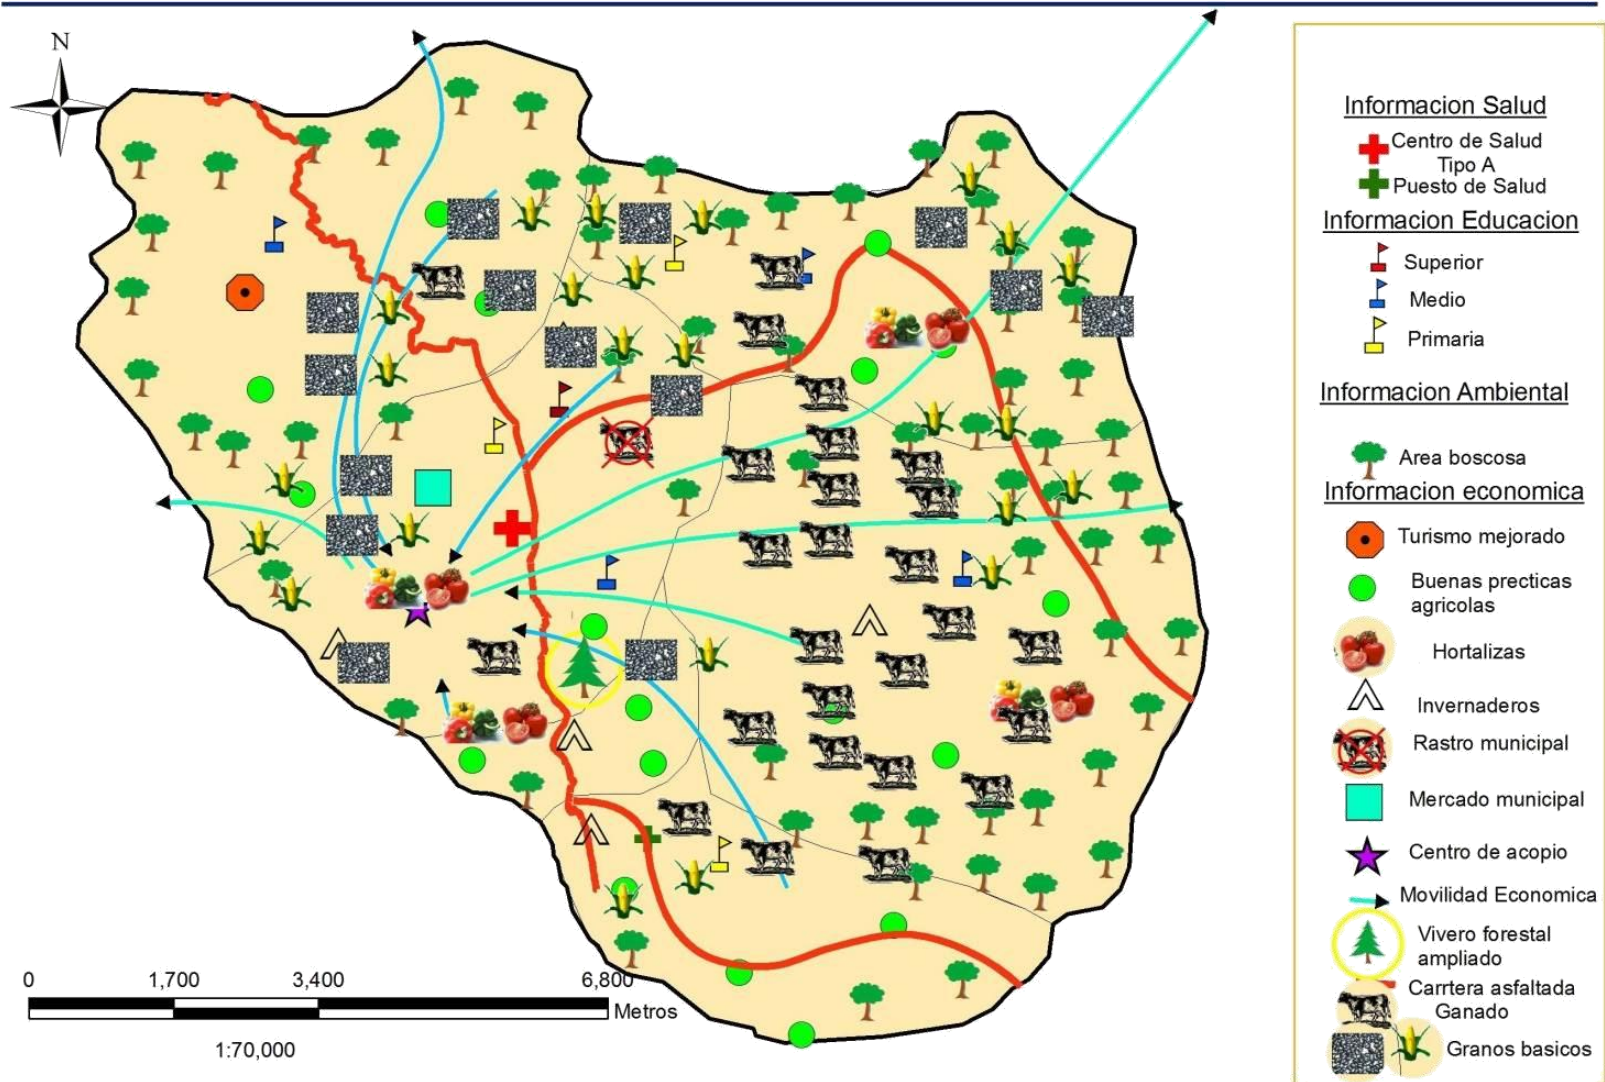 N
Informacion Salud
Centro de Salud
Tipo A
Puesto de Salud
Informacion Educacion
Superior
Medio
Primaria
Informacion Ambiental
Area boscosa
Informacion economica
Turismo mejorado
Buenas precticas
agricolas
Hortalizas
Invernaderos
Rastro municipal
Mercado municipal
Centro de acopio
Movilidad Economica
Vivero forestal
ampliado
Carrtera asfaltada
Ganado
Granos basicos
0 1,700 3,400 6,800
Metros
1:70,000